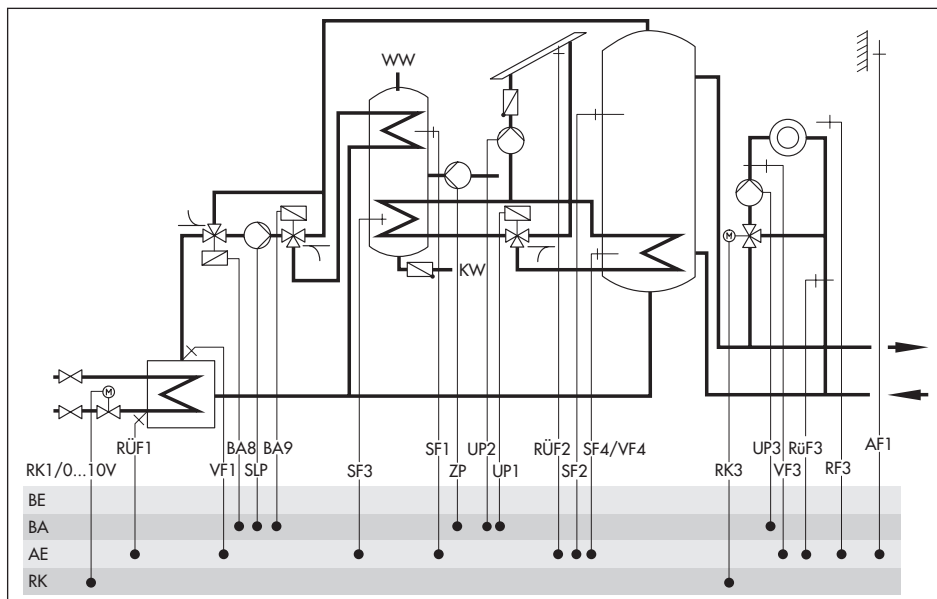 WW
KW
M
M
RÜF1
BA8
BA9
SF1
UP2
RÜF2
SF4/VF4
UP3
RüF3
AF1
RK1/0...10V
VF1
SLP
SF3
ZP
UP1
SF2
RK3
VF3
RF3
BE
BA
AE
RK